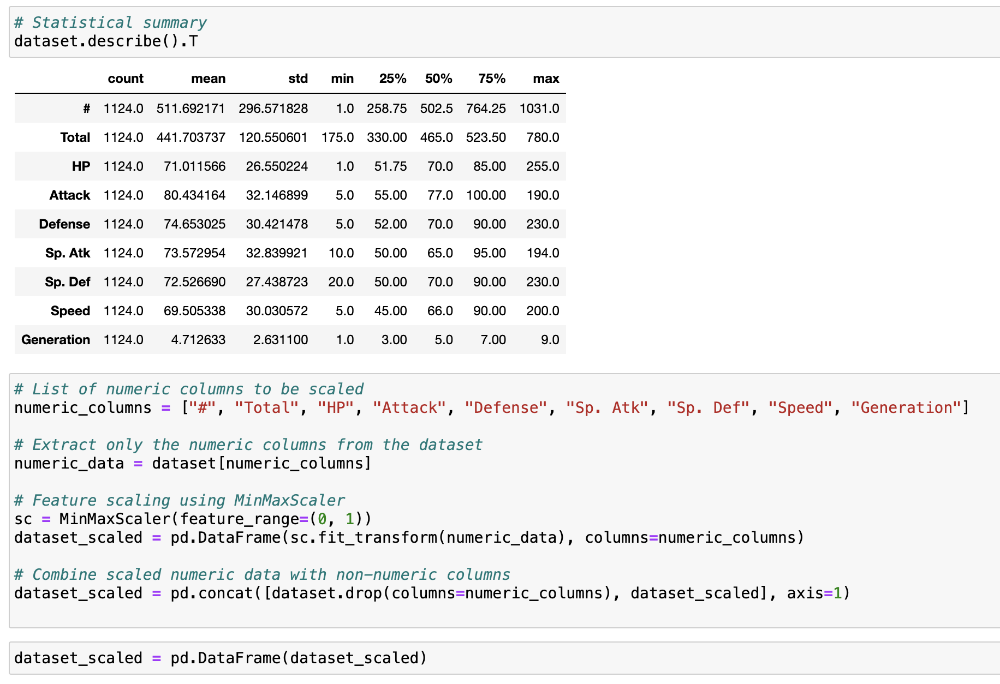 # Statistical summary
dataset.describe().T
count mean std min 25% 50% 75% max
# 1124.0 511.692171 296.571828 1.0 258.75 502.5 764.25 1031.0
Total 1124.0 441.703737 120.550601 175.0 330.00 465.0 523.50 780.0
HP 1124.0 71.011566 26.550224 1.0 51.75 70.0 85.00 255.0
Attack 1124.0 80.434164 32.146899 5.0 55.00 77.0 100.00 190.0
Defense 1124.0 74.653025 30.421478 5.0 52.00 70.0 90.00 230.0
Sp. Atk 1124.0 73.572954 32.839921 10.0 50.00 65.0 95.00 194.0
Sp. Def 1124.0 72.526690 27.438723 20.0 50.00 70.0 90.00 230.0
Speed 1124.0 69.505338 30.030572 5.0 45.00 66.0 90.00 200.0
Generation 1124.0 4.712633 2.631100 1.0 3.00 5.0 7.00 9.0
# List of numeric columns to be scaled
numeric_columns = ["#", "Total", "HP", "Attack", "Defense", "Sp. Atk", "Sp. Def", "Speed", "Generation"]
# Extract only the numeric columns from the dataset
numeric_data = dataset[numeric_columns]
# Feature scaling using MinMaxScaler
sc = MinMaxScaler(feature_range=(0, 1))
dataset_scaled = pd.DataFrame(sc.fit_transform(numeric_data), columns=numeric_columns)
# Combine scaled numeric data with non-numeric columns
dataset_scaled = pd.concat([dataset.drop(columns=numeric_columns), dataset_scaled], axis=1)
dataset_scaled = pd.DataFrame(dataset_scaled)